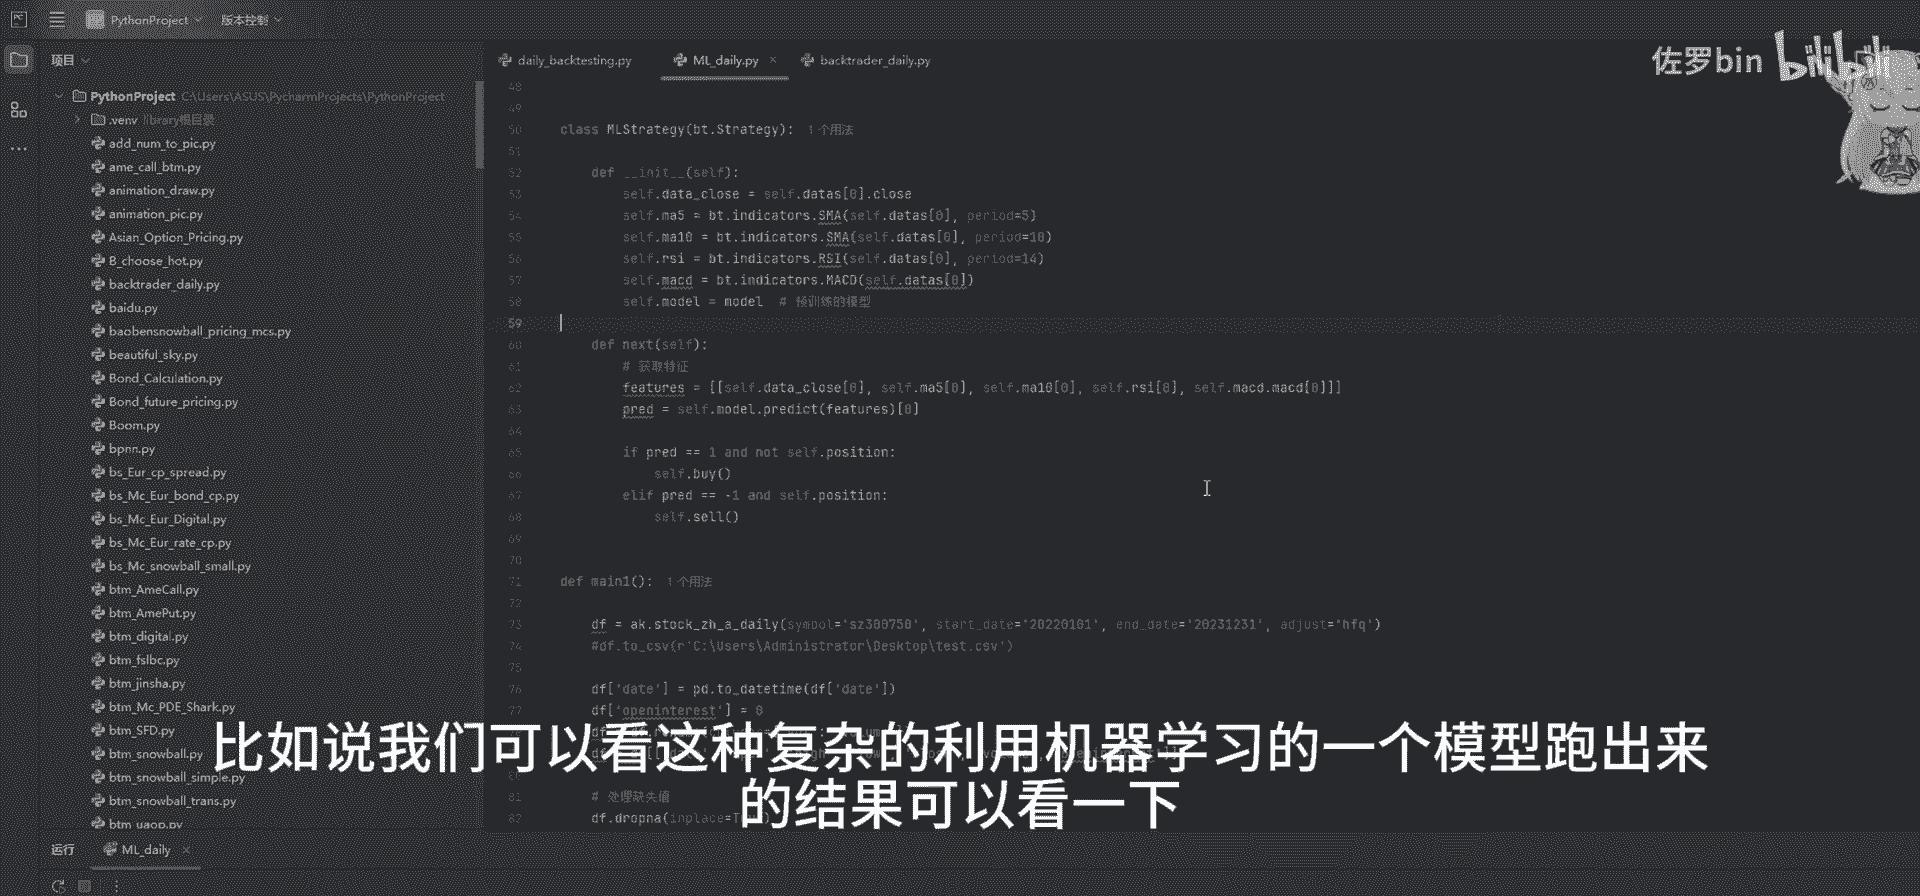 PC
PythonProject
版本控制
佐罗bin bilibili
项目
PythonProject C:\Users\ASUS\PycharmProjects\PythonProject
.venv library根目录
add_num_to_pic.py
ame_call_btm.py
animation_draw.py
animation_pic.py
Asian_Option_Pricing.py
B_choose_hot.py
backtrader_daily.py
baidu.py
baobensnowball_pricing_mcs.py
beautiful_sky.py
Bond_Calculation.py
Bond_future_pricing.py
Boom.py
bpnn.py
bs_Eur_cp_spread.py
bs_Mc_Eur_bond_cp.py
bs_Mc_Eur_Digital.py
bs_Mc_Eur_rate_cp.py
bs_Mc_snowball_small.py
btm_AmeCall.py
btm_AmePut.py
btm_digital.py
btm_fslbc.py
btm_jinsha.py
btm_Mc_PDE_Shark.py
btm_SFD.py
btm_snowball.py
btm_snowball_simple.py
btm_snowball_trans.py
btm_uaop.py
daily_backtesting.py
ML_daily.py
backtrader_daily.py
48
49
50 class MLStrategy(bt.Strategy): 1 个用法
51
52 def __init__(self):
53 self.data_close = self.datas[0].close
54 self.ma5 = bt.indicators.SMA(self.datas[0], period=5)
55 self.ma10 = bt.indicators.SMA(self.datas[0], period=10)
56 self.rsi = bt.indicators.RSI(self.datas[0], period=14)
57 self.macd = bt.indicators.MACD(self.datas[0])
58 self.model = model # 预训练的模型
59
60 def next(self):
61 # 获取特征
62 features = [[self.data_close[0], self.ma5[0], self.ma10[0], self.rsi[0], self.macd.macd[0]]]
63 pred = self.model.predict(features)[0]
64
65 if pred == 1 and not self.position:
66 self.buy()
67 elif pred == -1 and self.position:
68 self.sell()
69
70
71 def main1(): 1 个用法
72
73 df = ak.stock_zh_a_daily(symbol='sz300750', start_date='20220101', end_date='20231231', adjust='hfq')
74 #df.to_csv(r'C:\Users\Administrator\Desktop\test.csv')
75
76 df['date'] = pd.to_datetime(df['date'])
77 df['openinterest'] = 0
81 # 处理缺失值
82 df.dropna(inplace=
比如说我们可以看这种复杂的利用机器学习的一个模型跑出来
的结果可以看一下
运行
ML_daily